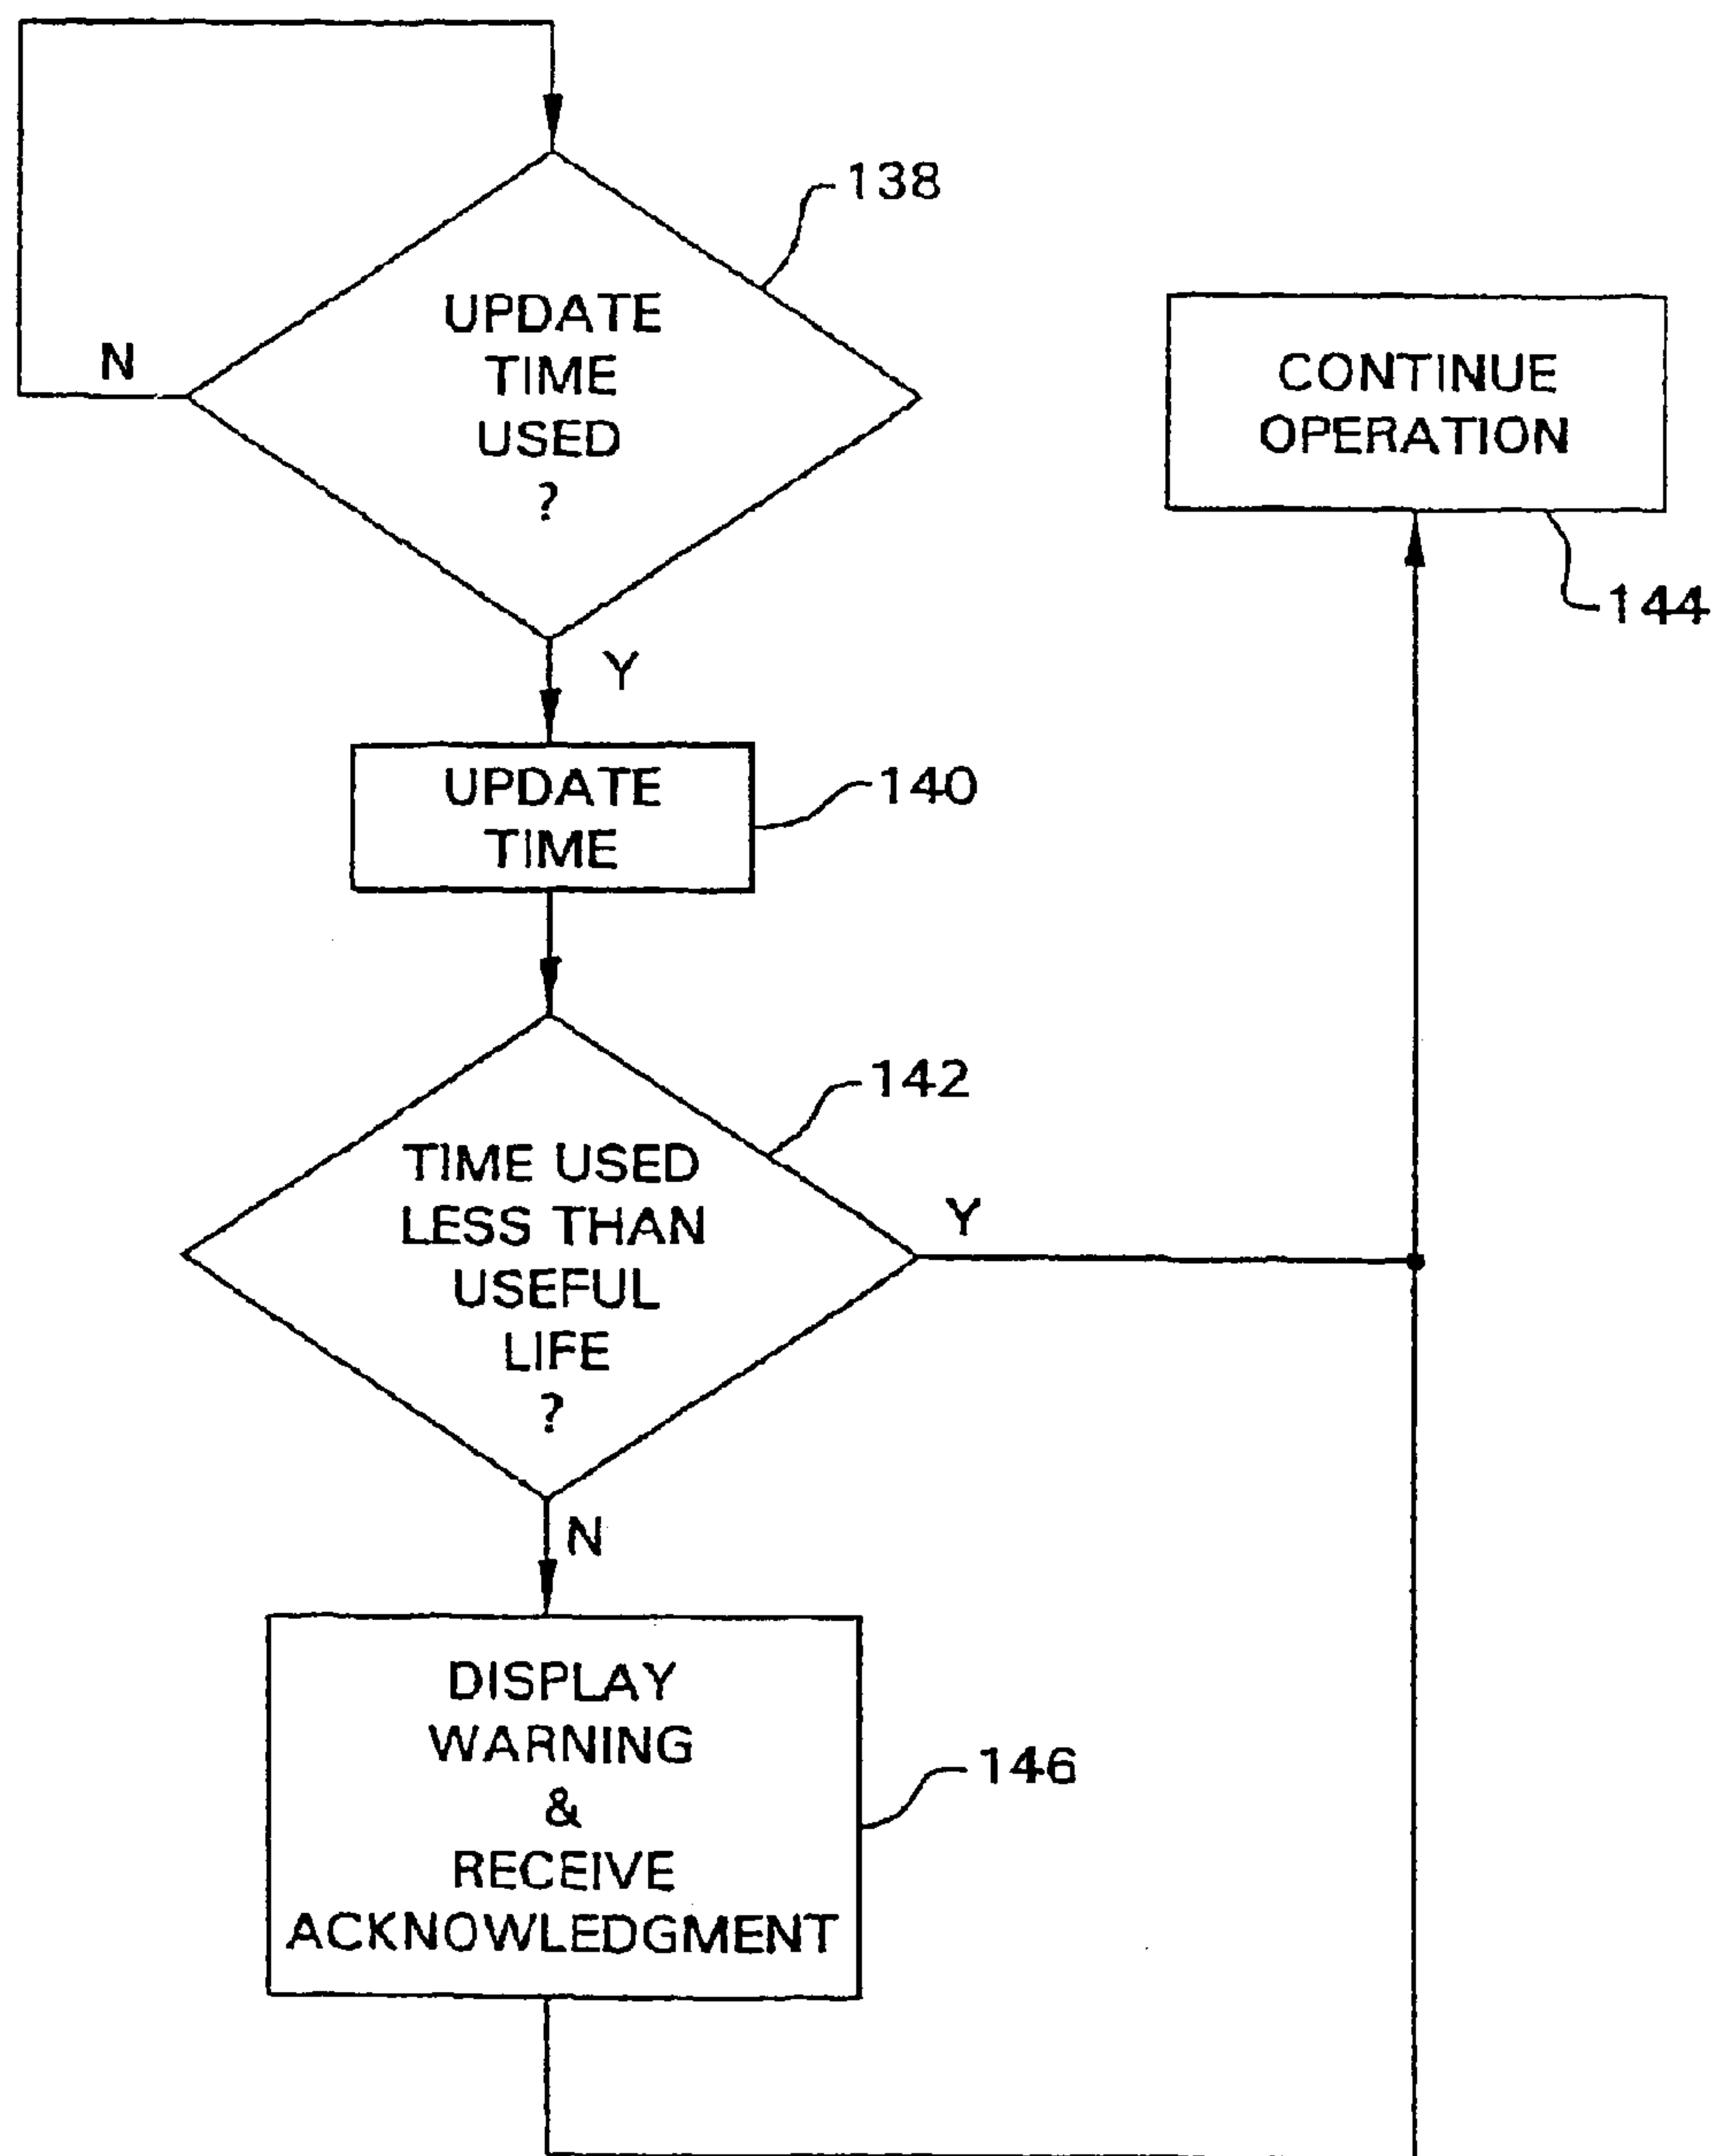 138
UPDATE
TIME
USED
?
N
Y
CONTINUE
OPERATION
144
UPDATE
TIME
140
142
TIME USED
LESS THAN
USEFUL
LIFE
?
Y
N
DISPLAY
WARNING
&
RECEIVE
ACKNOWLEDGMENT
146